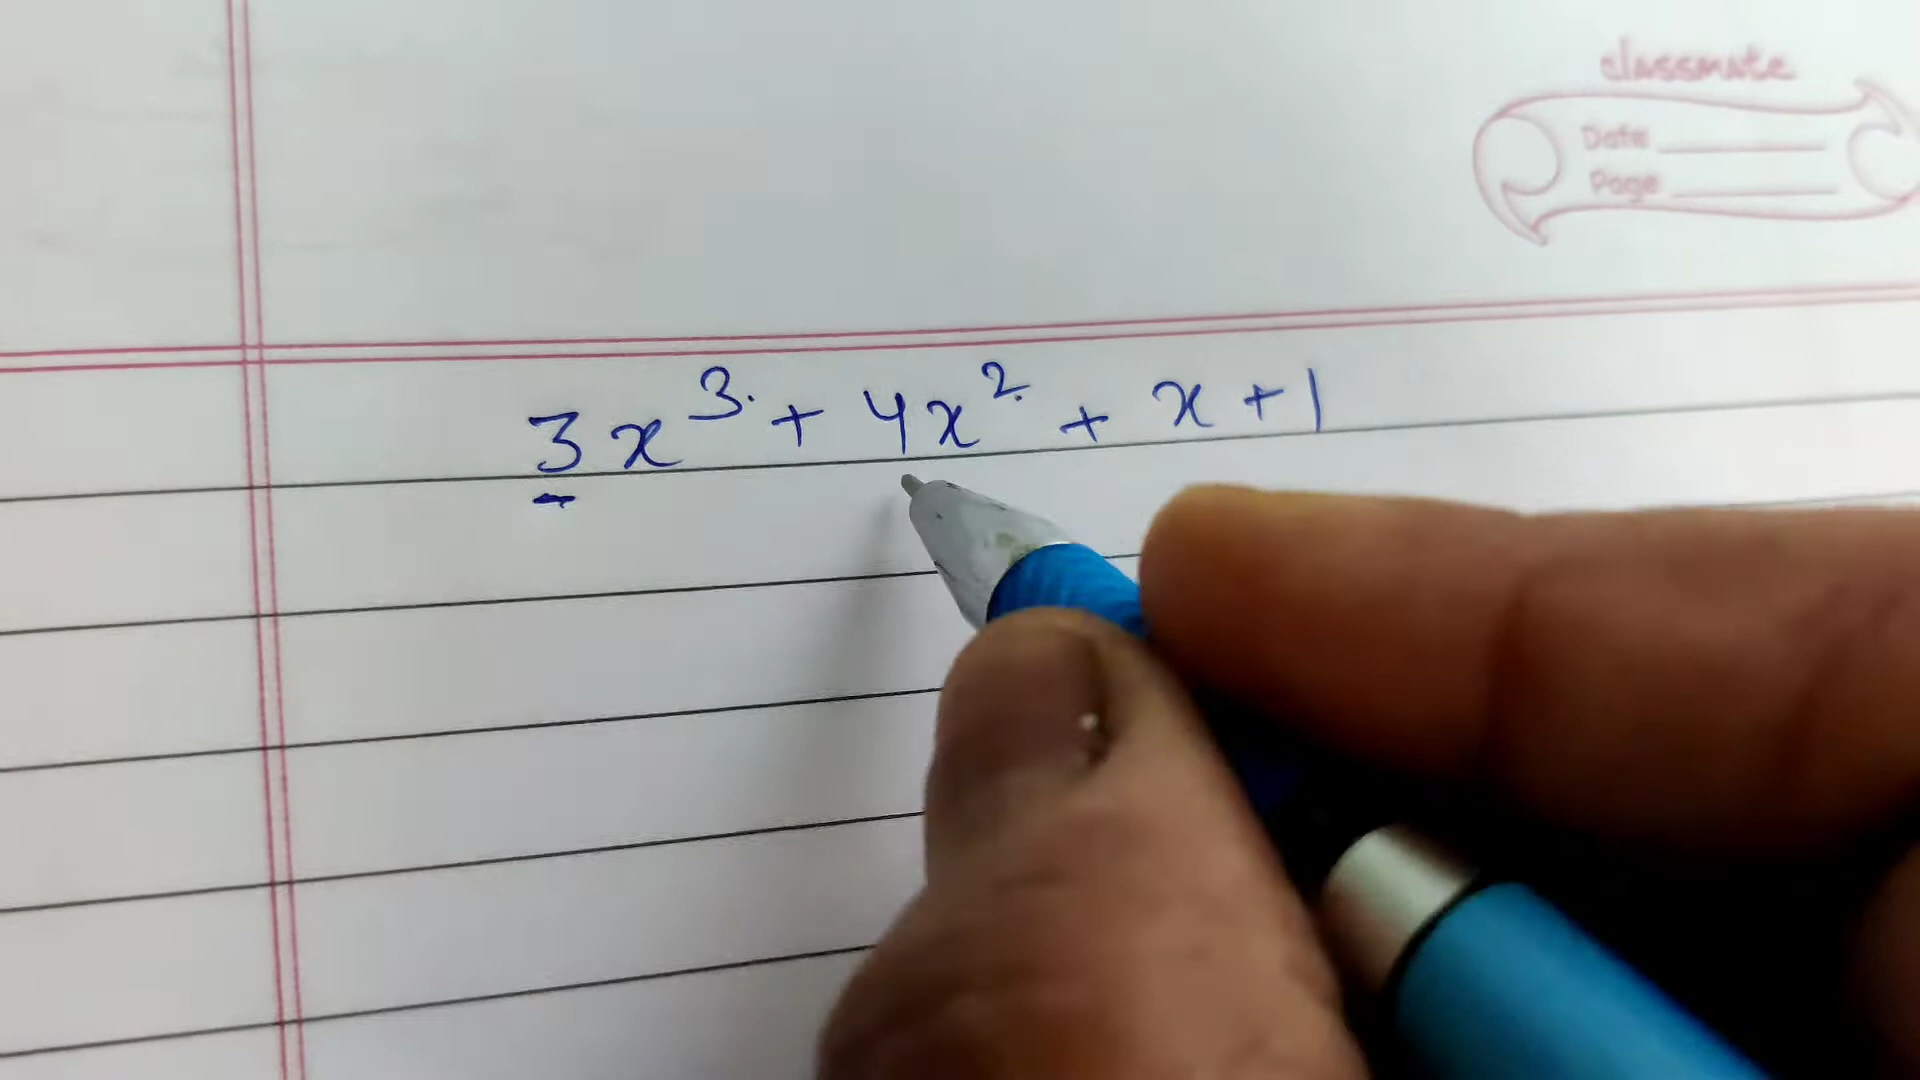 classmate
Date
Page
3x³ + 4x² + x + 1